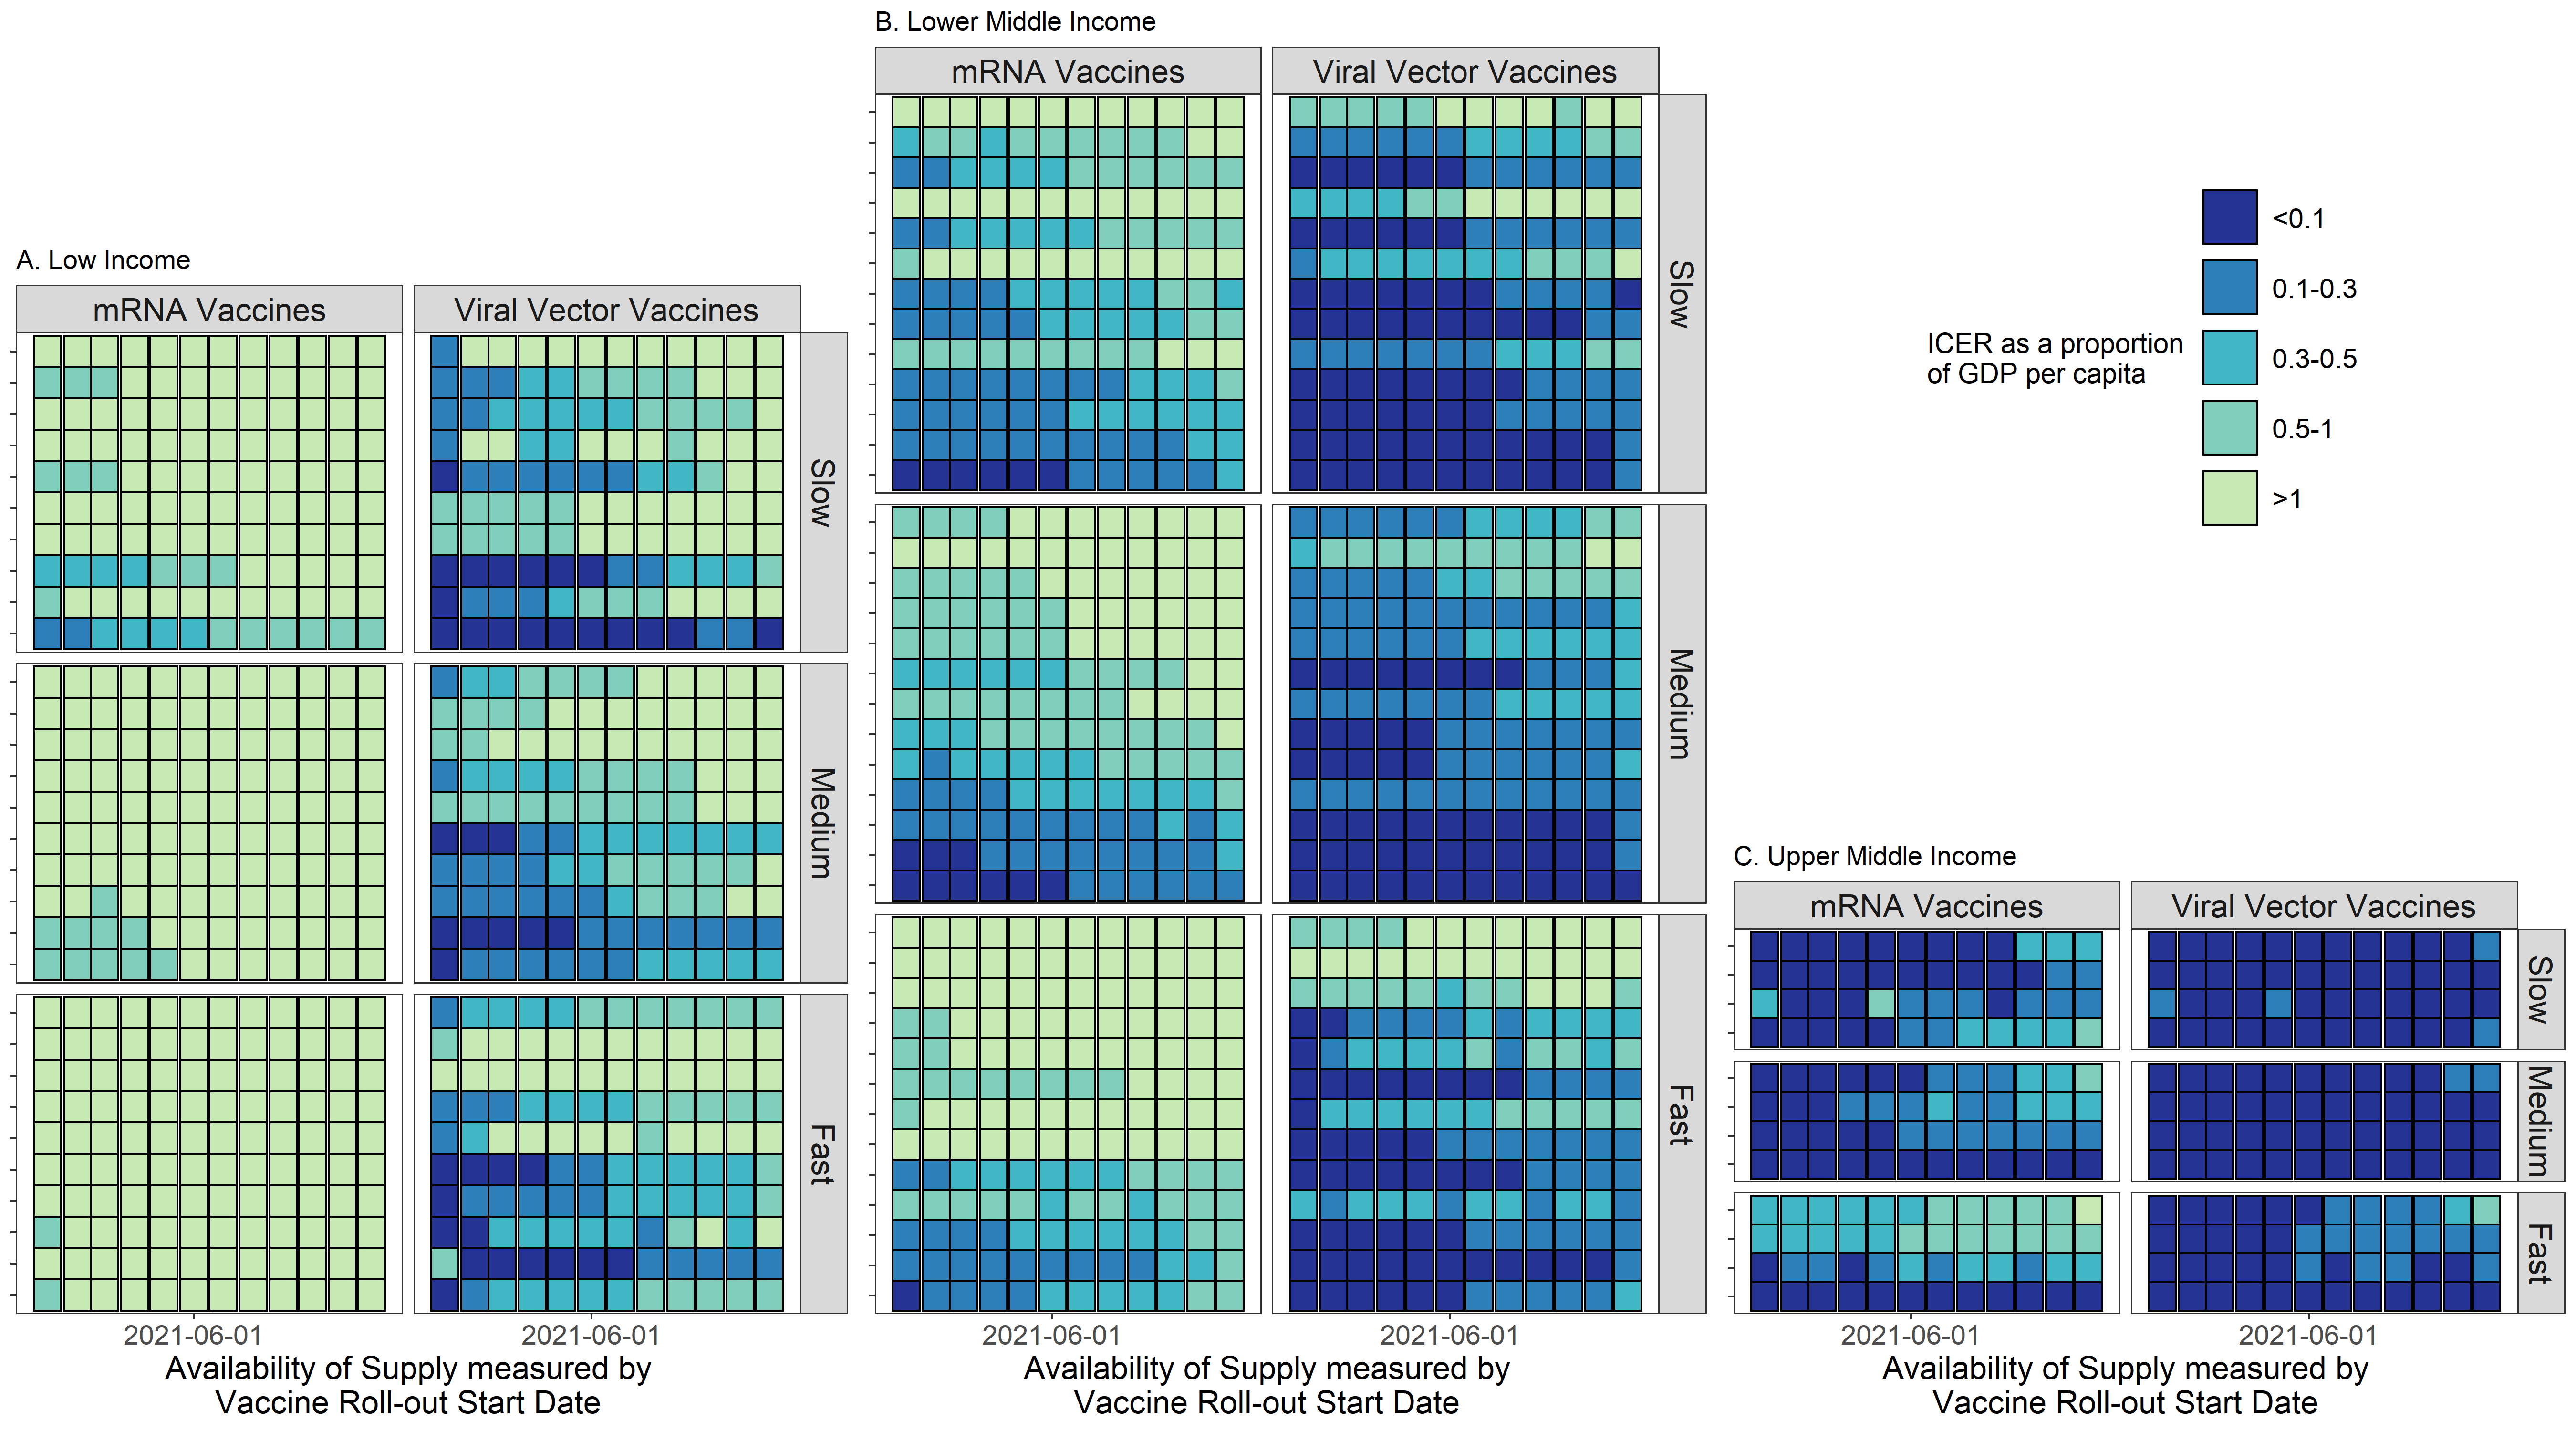 A. Low Income
mRNA Vaccines
Viral Vector Vaccines
Slow
Medium
Fast
2021-06-01
2021-06-01
Availability of Supply measured by
Vaccine Roll-out Start Date
B. Lower Middle Income
mRNA Vaccines
Viral Vector Vaccines
Slow
Medium
Fast
2021-06-01
2021-06-01
Availability of Supply measured by
Vaccine Roll-out Start Date
ICER as a proportion
of GDP per capita
<0.1
0.1-0.3
0.3-0.5
0.5-1
>1
C. Upper Middle Income
mRNA Vaccines
Viral Vector Vaccines
Slow
Medium
Fast
2021-06-01
2021-06-01
Availability of Supply measured by
Vaccine Roll-out Start Date